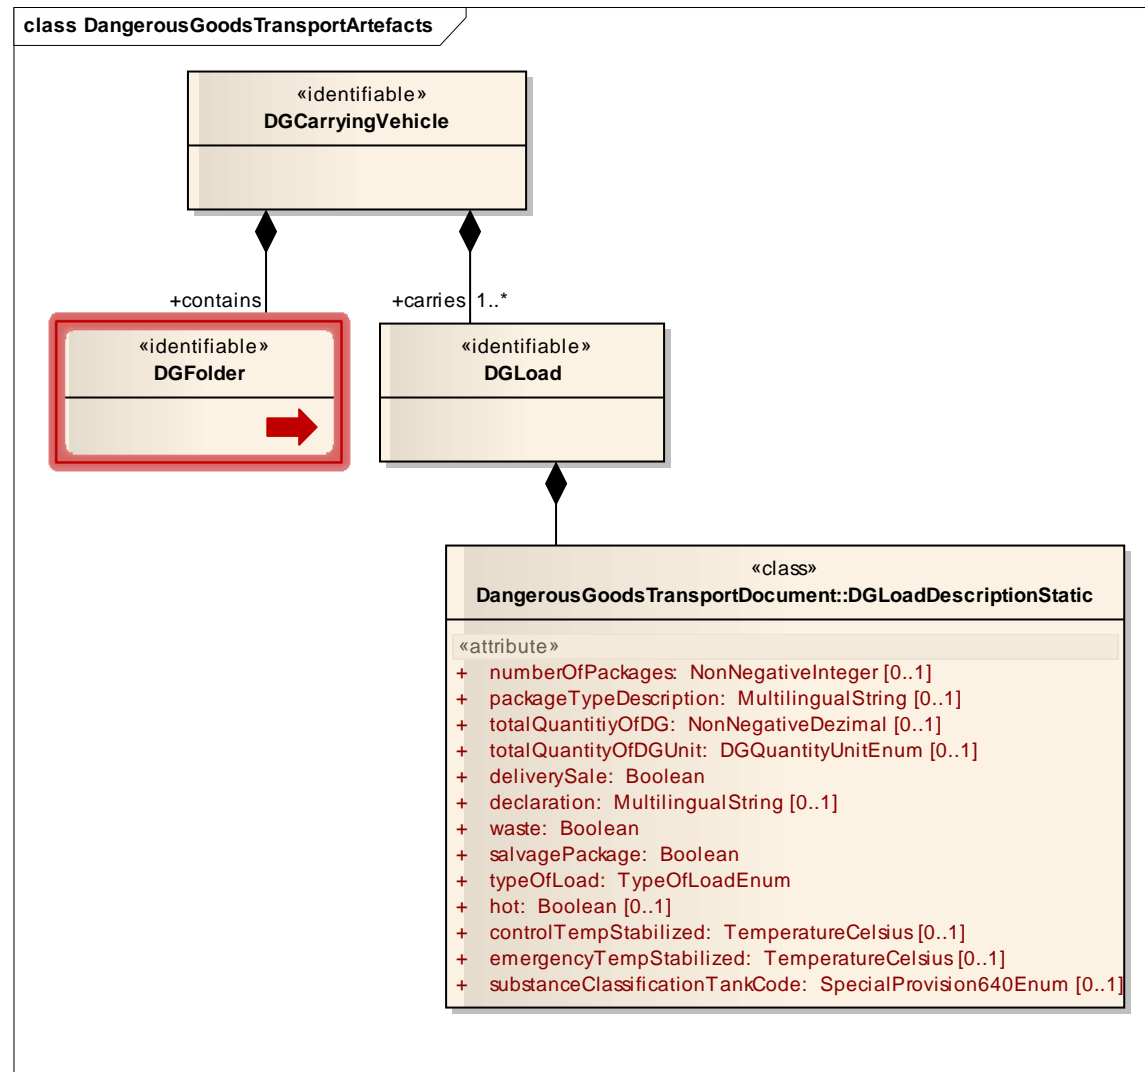 class DangerousGoodsTransportArtefacts
«identifiable»
DGCarryingVehicle
+contains
+carries 1..*
«identifiable»
DGFolder
«identifiable»
DGLoad
«class»
DangerousGoodsTransportDocument::DGLoadDescriptionStatic
«attribute»
+ numberOfPackages: NonNegativeInteger [0..1]
+ packageTypeDescription: MultilingualString [0..1]
+ totalQuantitiyOfDG: NonNegativeDezimal [0..1]
+ totalQuantityOfDGUnit: DGQuantityUnitEnum [0..1]
+ deliverySale: Boolean
+ declaration: MultilingualString [0..1]
+ waste: Boolean
+ salvagePackage: Boolean
+ typeOfLoad: TypeOfLoadEnum
+ hot: Boolean [0..1]
+ controlTempStabilized: TemperatureCelsius [0..1]
+ emergencyTempStabilized: TemperatureCelsius [0..1]
+ substanceClassificationTankCode: SpecialProvision640Enum [0..1]